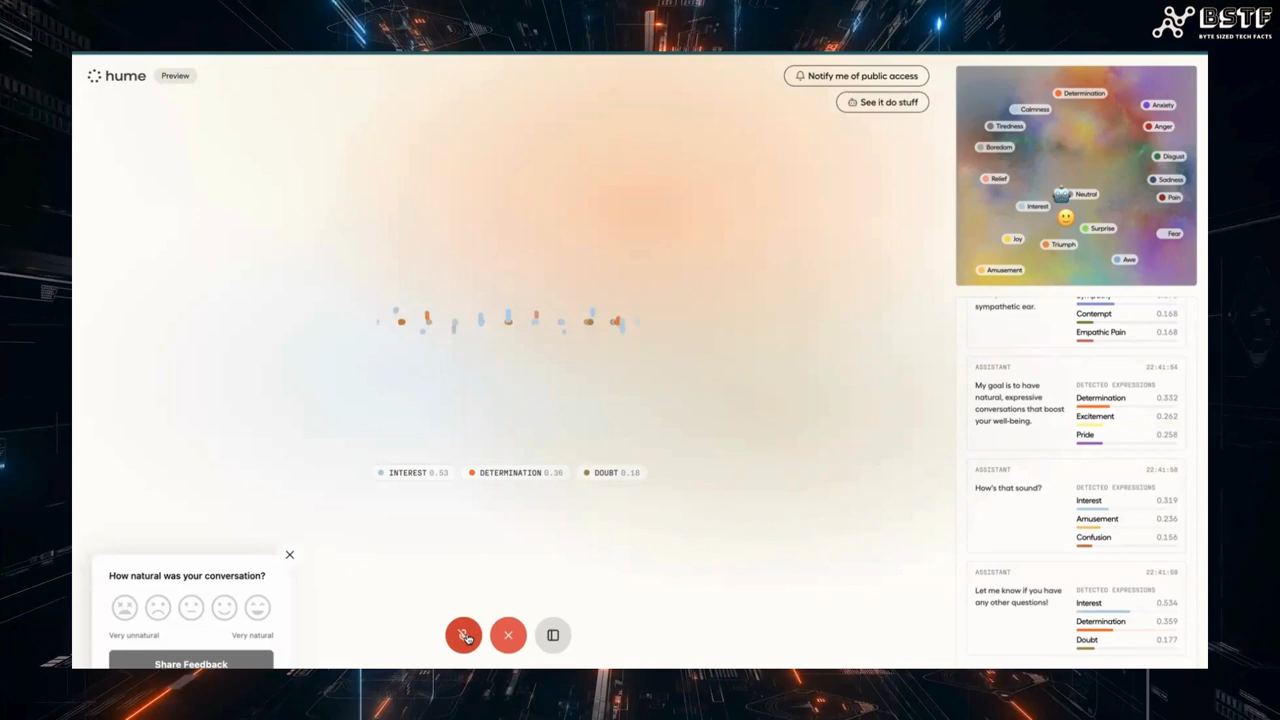 BSTF
BYTE SIZED TECH FACTS
hume
Preview
Notify me of public access
See it do stuff
Determination
Calmness
Anxiety
Tiredness
Anger
Boredom
Disgust
Relief
Sadness
Neutral
Pain
Interest
Surprise
Fear
Joy
Triumph
Awe
Amusement
sympathetic ear.
Contempt 0.168
Empathic Pain 0.168
ASSISTANT 22:41:54
My goal is to have
natural, expressive
conversations that boost
your well-being.
DETECTED EXPRESSIONS
Determination 0.332
Excitement 0.262
Pride 0.258
ASSISTANT 22:41:58
How's that sound?
DETECTED EXPRESSIONS
Interest 0.319
Amusement 0.236
Confusion 0.156
ASSISTANT 22:41:58
Let me know if you have
any other questions!
DETECTED EXPRESSIONS
Interest 0.534
Determination 0.359
Doubt 0.177
INTEREST 0.53
DETERMINATION 0.36
DOUBT 0.18
How natural was your conversation?
Very unnatural
Very natural
Share Feedback